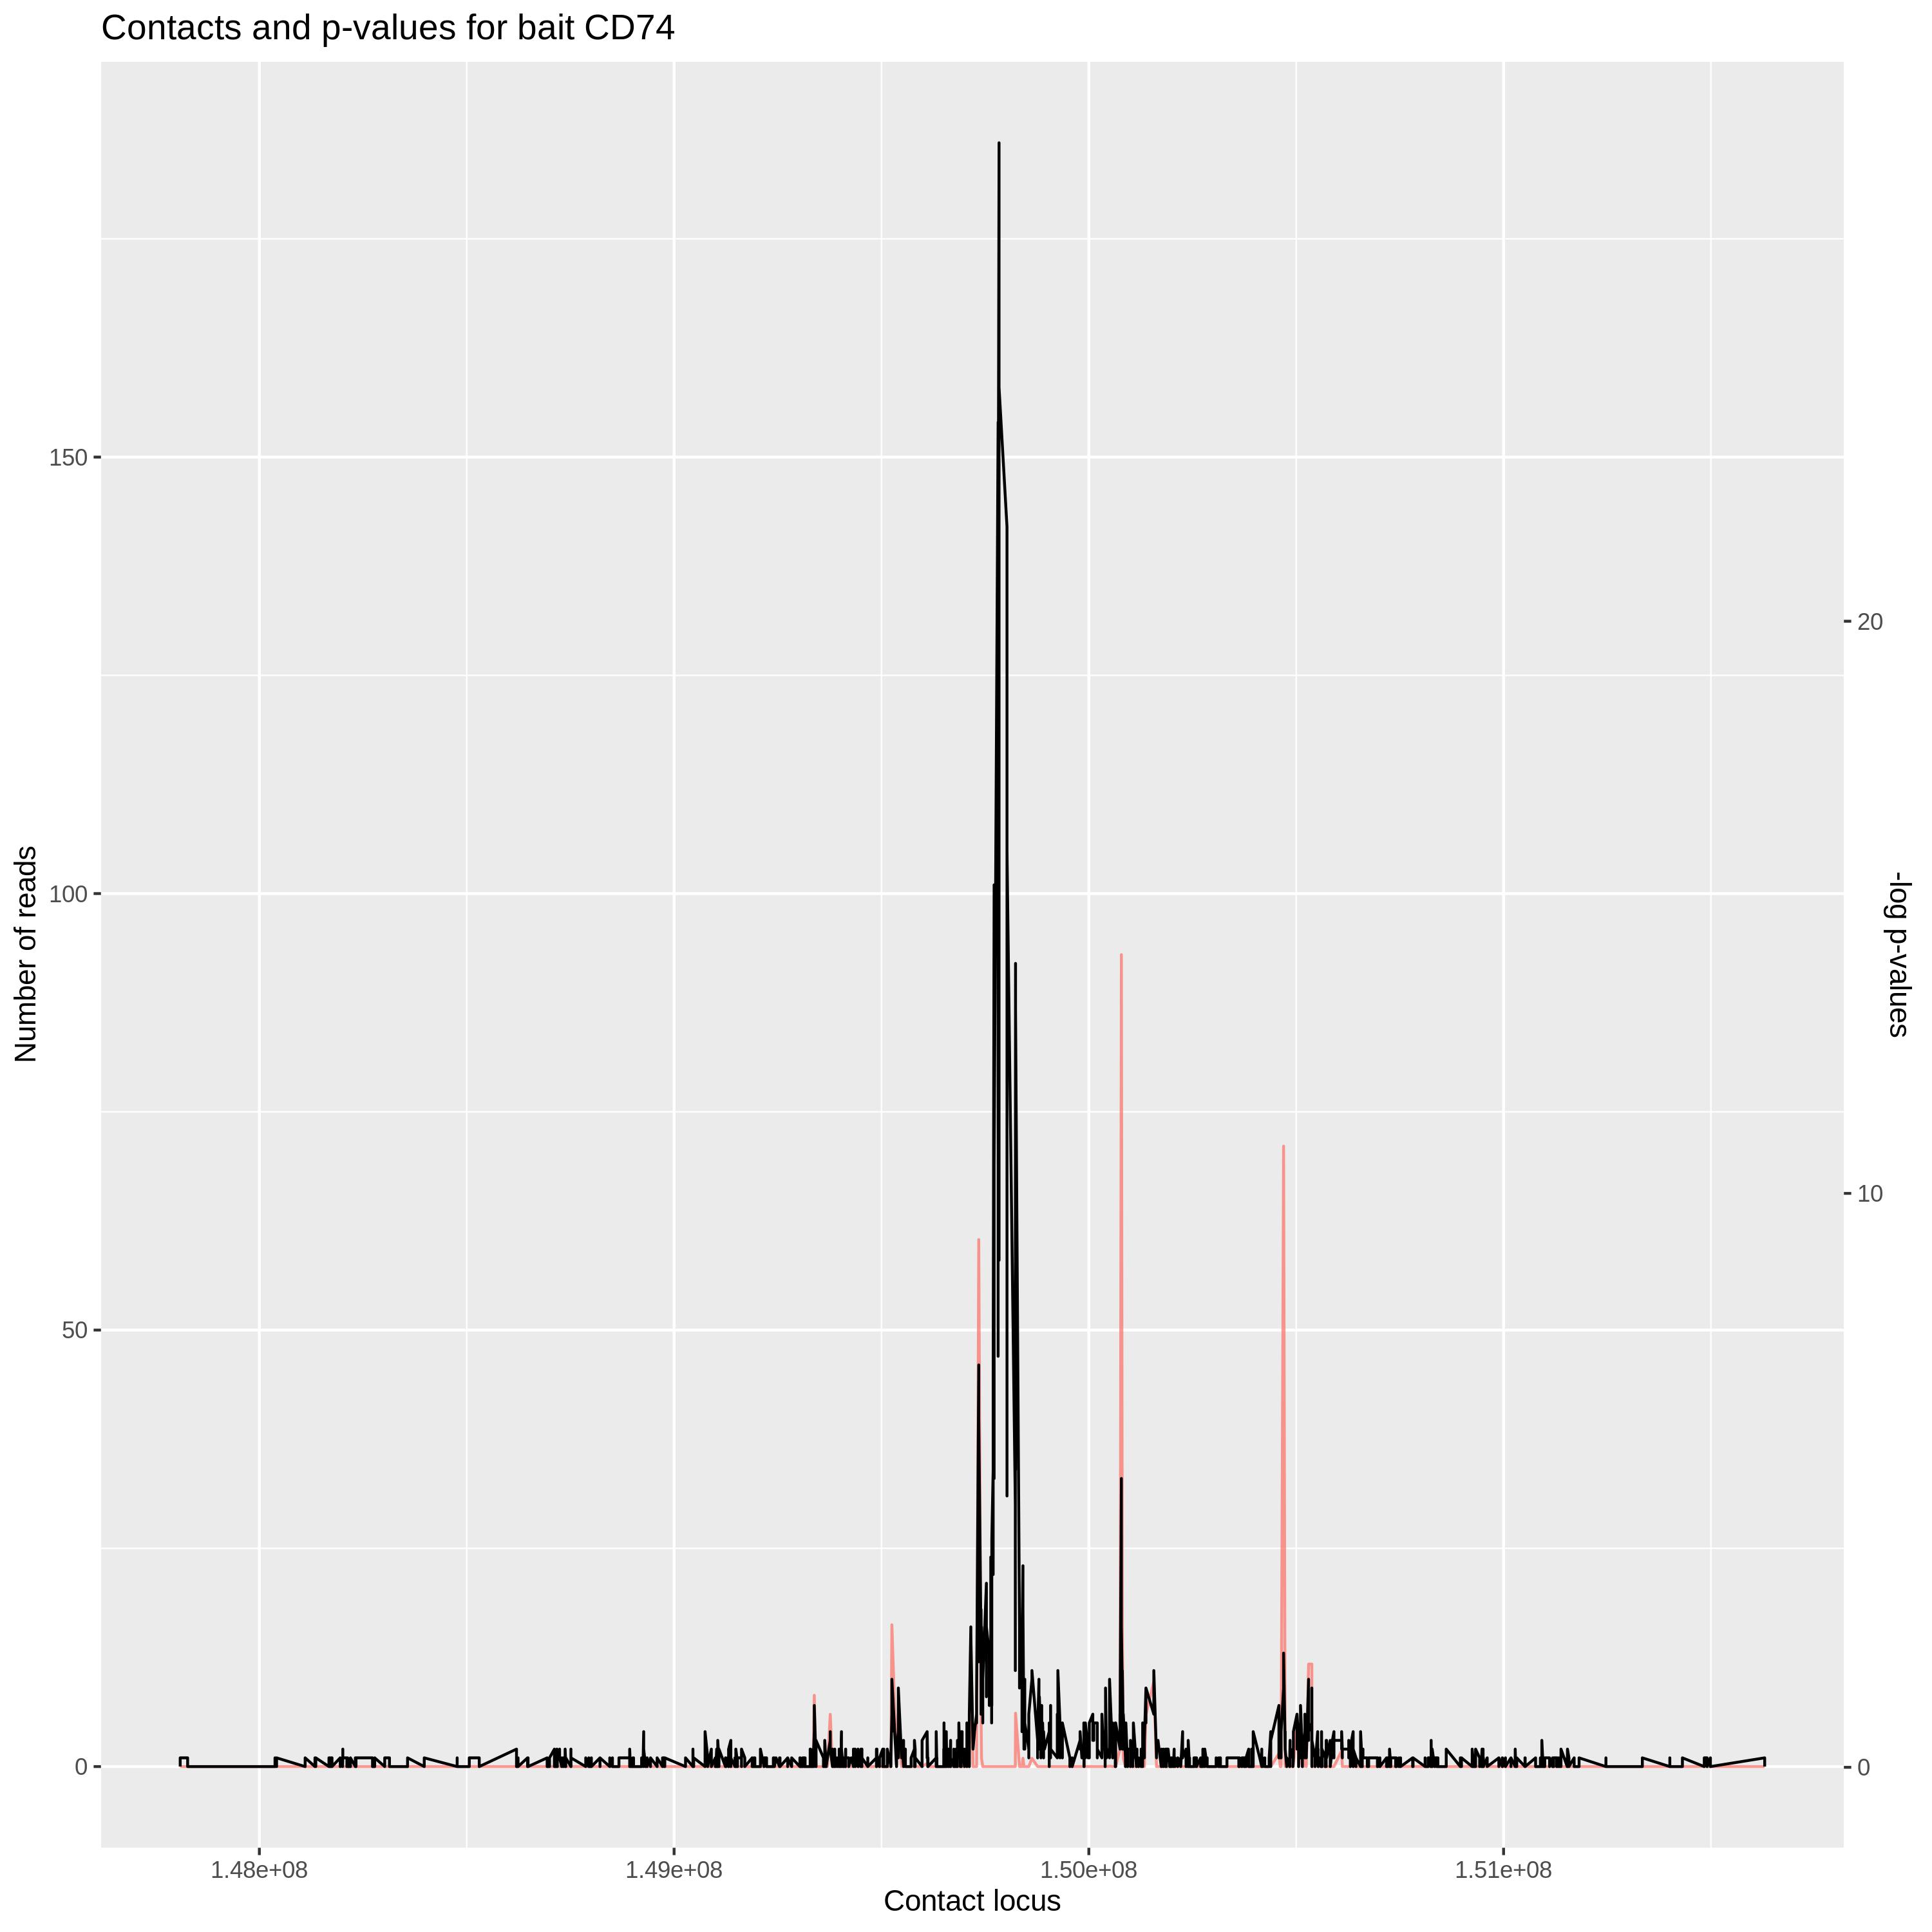 Contacts and p-values for bait CD74
150
100
50
0
Number of reads
20
10
0
-log p-values
1.48e+08
1.49e+08
1.50e+08
1.51e+08
Contact locus